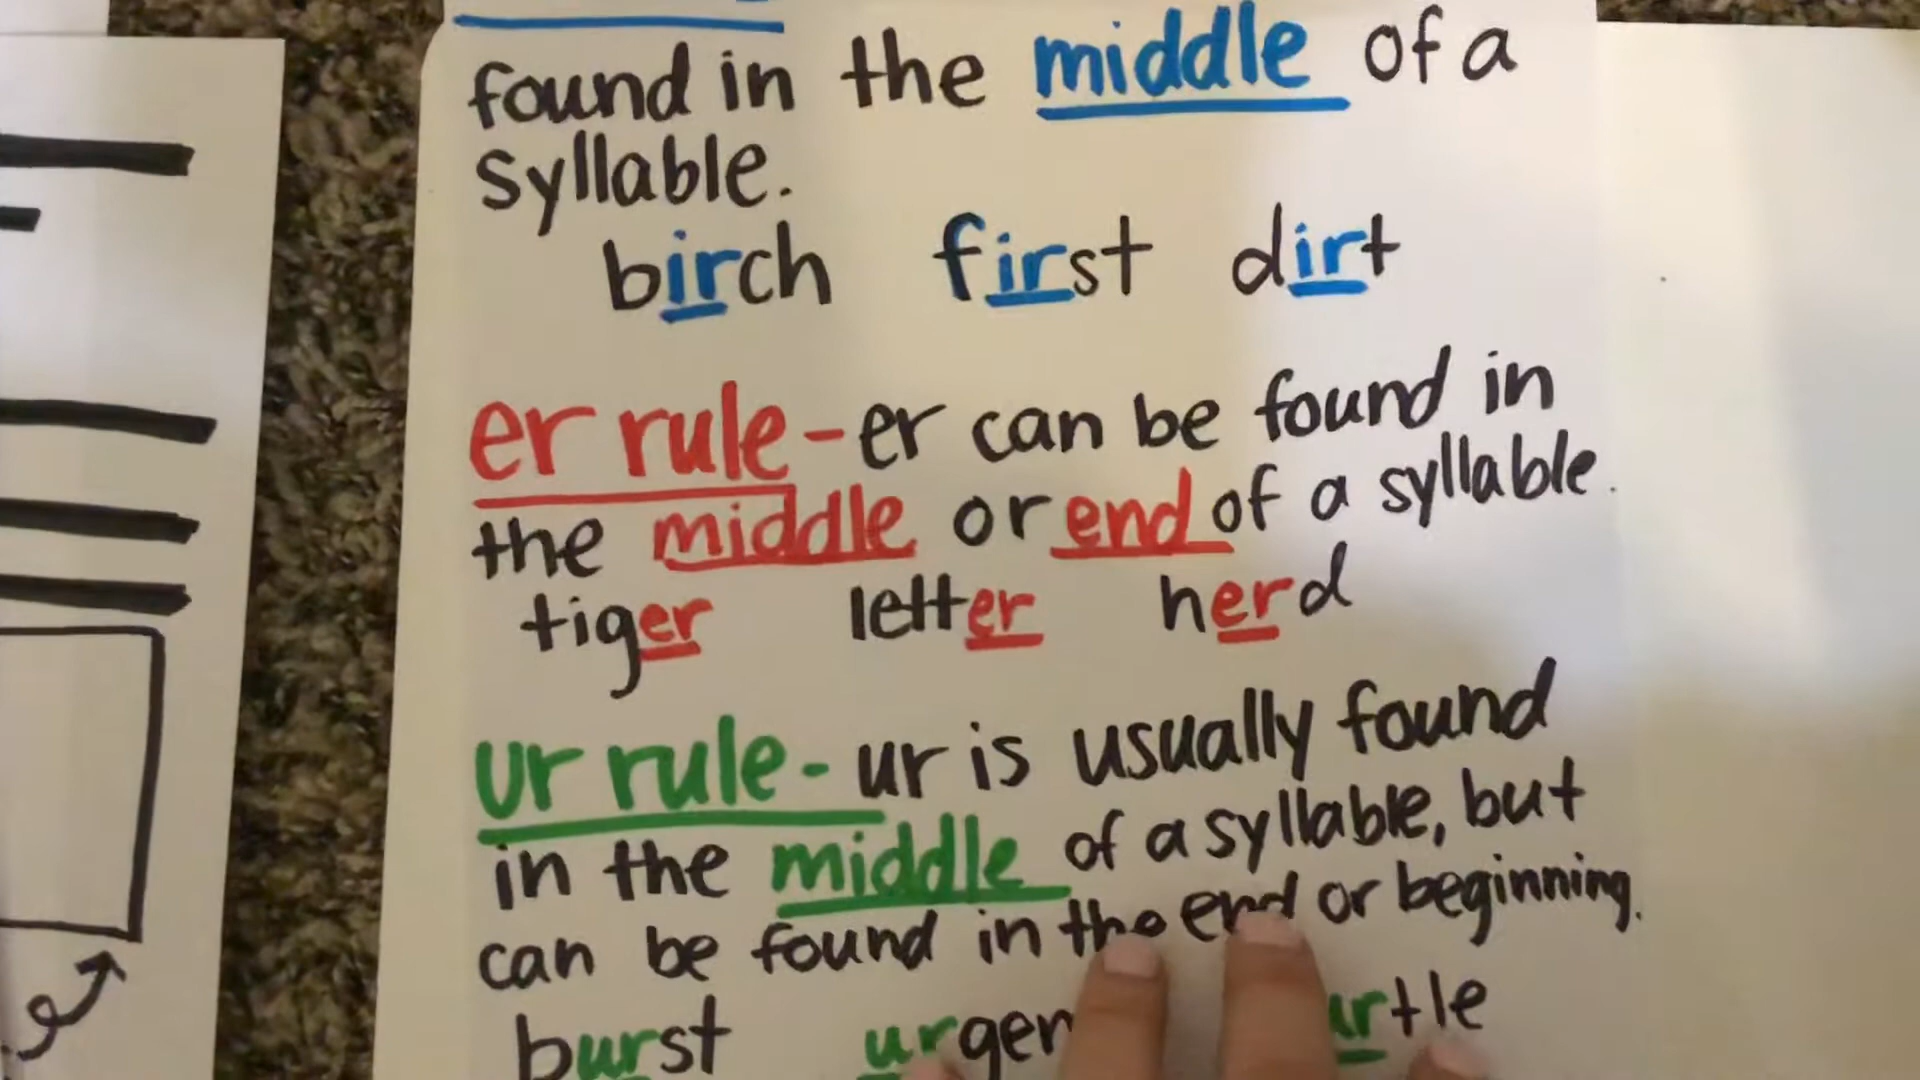 found in the middle of a
syllable.
birch first dirt
er rule - er can be found in
the middle or end of a syllable.
tiger letter herd
ur rule - ur is usually found
in the middle of a syllable, but
can be found in the end or beginning.
burst